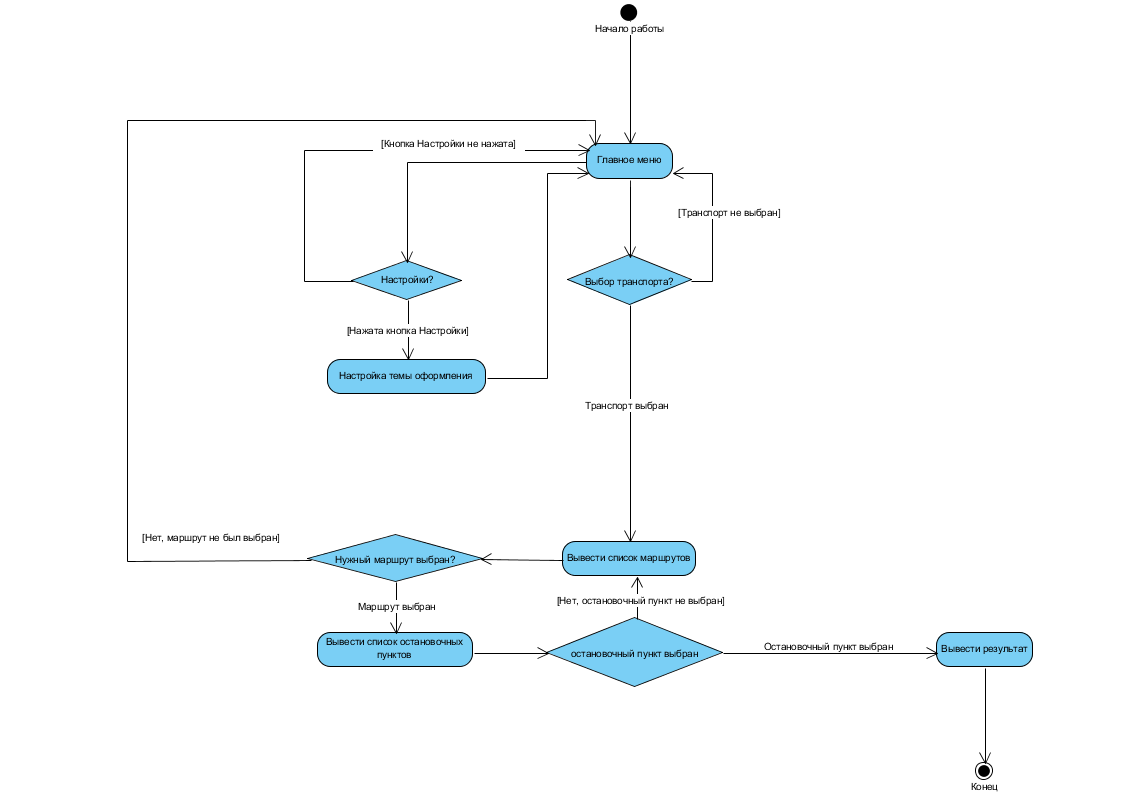 Начало работы
[Кнопка Настройки не нажата]
Главное меню
[Транспорт не выбран]
Настройки?
Выбор транспорта?
[Нажата кнопка Настройки]
Настройка темы оформления
Транспорт выбран
[Нет, маршрут не был выбран]
Нужный маршрут выбран?
Вывести список маршрутов
Маршрут выбран
[Нет, остановочный пункт не выбран]
Вывести список остановочных
пунктов
остановочный пункт выбран
Остановочный пункт выбран
Вывести результат
Конец